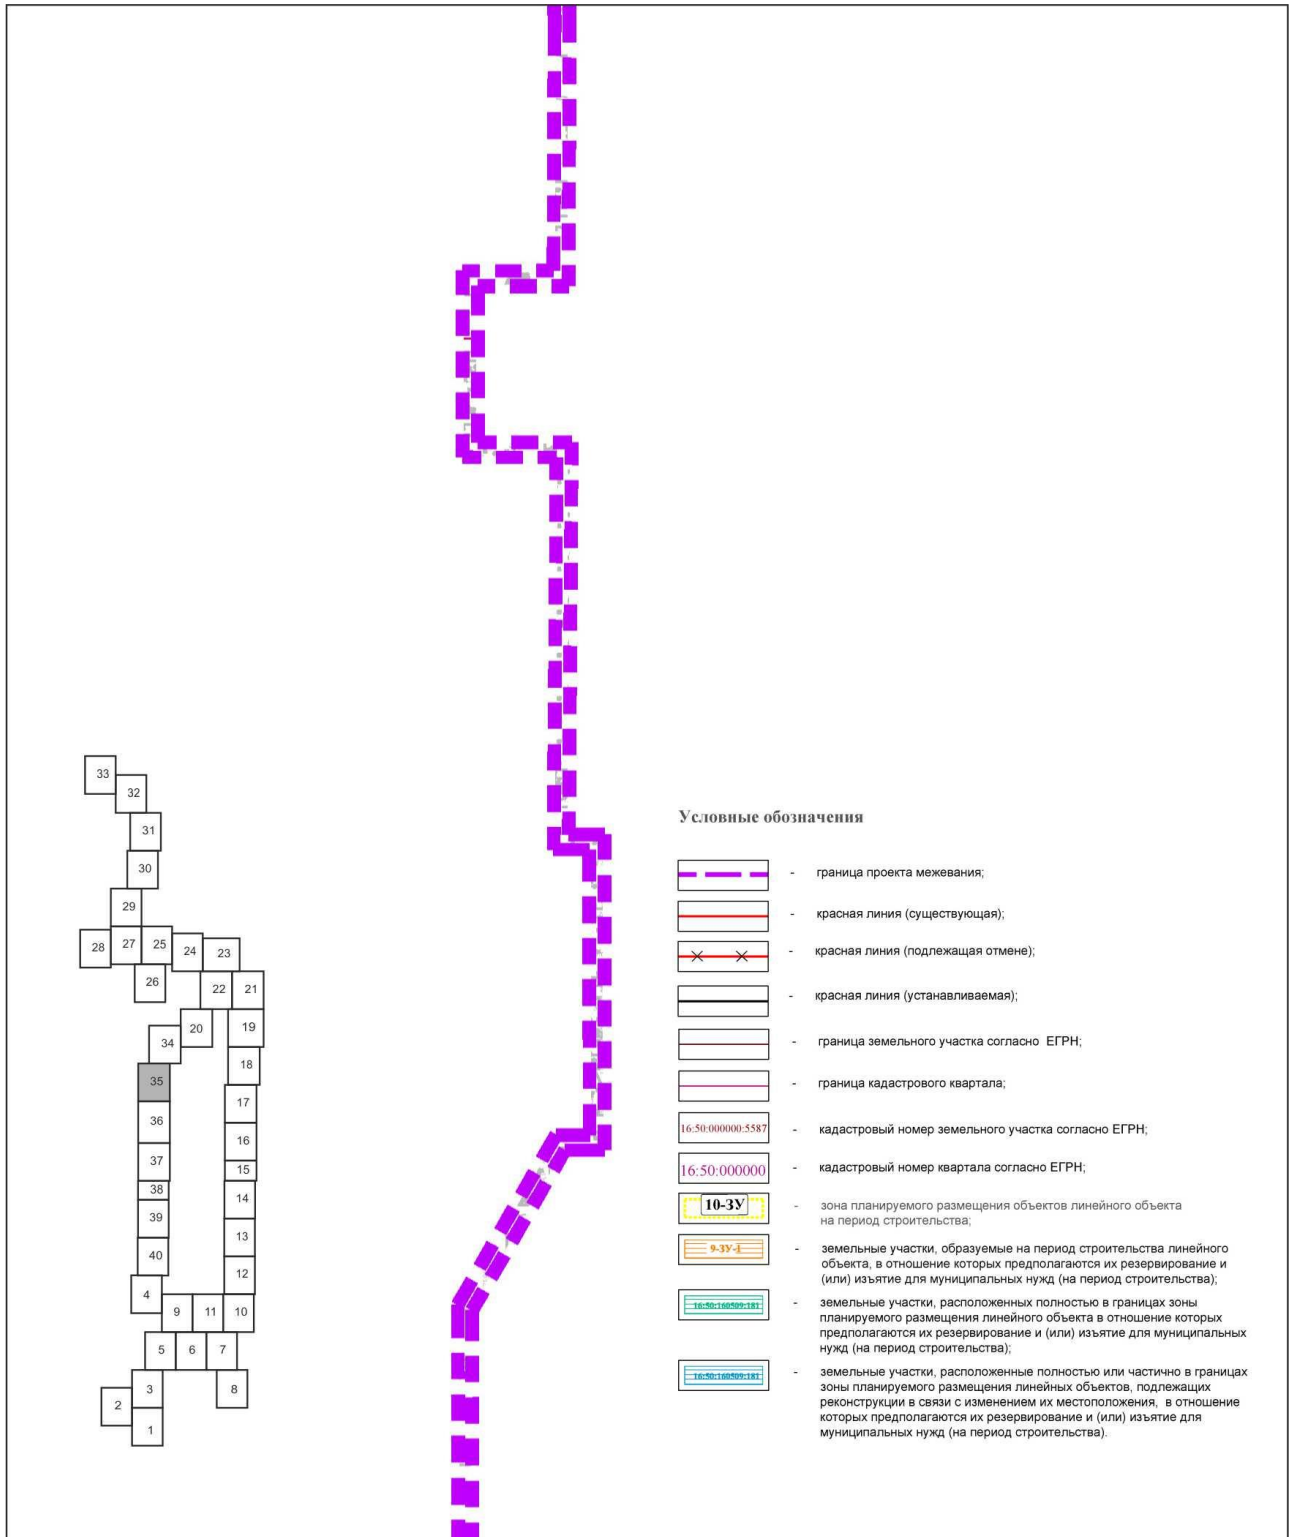 33
32
31
30
29
28
27
25
24
23
26
22
21
20
19
34
18
35
17
36
16
37
15
38
14
39
13
40
12
4
9
11
10
5
6
7
3
8
2
1
Условные обозначения
- граница проекта межевания;
- красная линия (существующая);
- красная линия (подлежащая отмене);
- красная линия (устанавливаемая);
- граница земельного участка согласно ЕГРН;
- граница кадастрового квартала;
16:50:000000:5587 - кадастровый номер земельного участка согласно ЕГРН;
16:50:000000 - кадастровый номер квартала согласно ЕГРН;
10-ЗУ - зона планируемого размещения объектов линейного объекта
на период строительства;
9-ЗУ-1 - земельные участки, образуемые на период строительства линейного
объекта, в отношение которых предполагаются их резервирование и
(или) изъятие для муниципальных нужд (на период строительства);
16:50:160509:181 - земельные участки, расположенных полностью в границах зоны
планируемого размещения линейного объекта в отношение которых
предполагаются их резервирование и (или) изъятие для муниципальных
нужд (на период строительства);
16:50:160509:181 - земельные участки, расположенные полностью или частично в границах
зоны планируемого размещения линейных объектов, подлежащих
реконструкции в связи с изменением их местоположения, в отношение
которых предполагаются их резервирование и (или) изъятие для
муниципальных нужд (на период строительства).